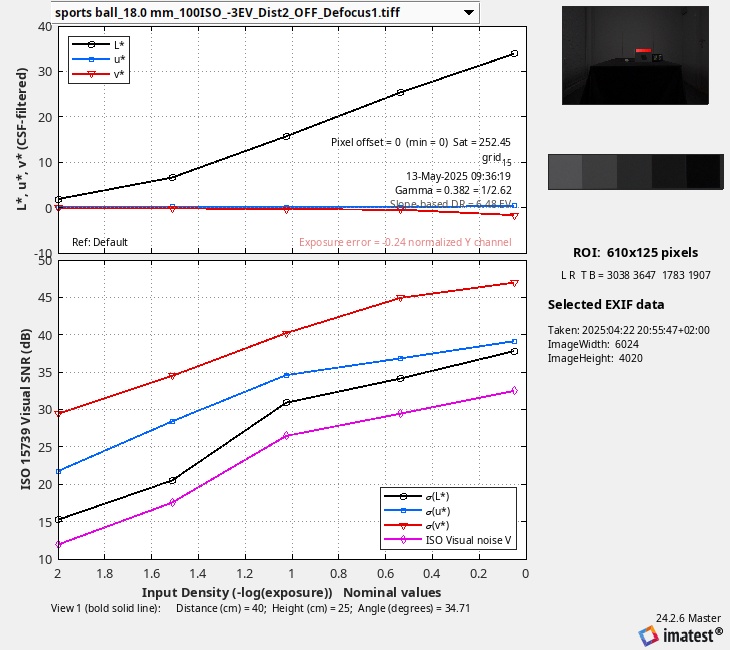 sports ball_18.0 mm_100ISO_-3EV_Dist2_OFF_Defocus1.tiff
40
30
20
10
0
-10
L*, u*, v* (CSF-filtered)
L*
u*
v*
Pixel offset = 0 (min = 0) Sat = 252.45
grid15
13-May-2025 09:36:19
Gamma = 0.382 = 1/2.62
Slope-based DR = 6.48 EV
Ref: Default
Exposure error = -0.24 normalized Y channel
50
45
40
35
30
25
20
15
10
ISO 15739 Visual SNR (dB)
𝜎(L*)
𝜎(u*)
𝜎(v*)
ISO Visual noise V
2 1.8 1.6 1.4 1.2 1 0.8 0.6 0.4 0.2 0
Input Density (-log(exposure)) Nominal values
View 1 (bold solid line): Distance (cm) = 40; Height (cm) = 25; Angle (degrees) = 34.71
ROI: 610x125 pixels
L R T B = 3038 3647 1783 1907
Selected EXIF data
Taken: 2025:04:22 20:55:47+02:00
ImageWidth: 6024
ImageHeight: 4020
24.2.6 Master
imatest®